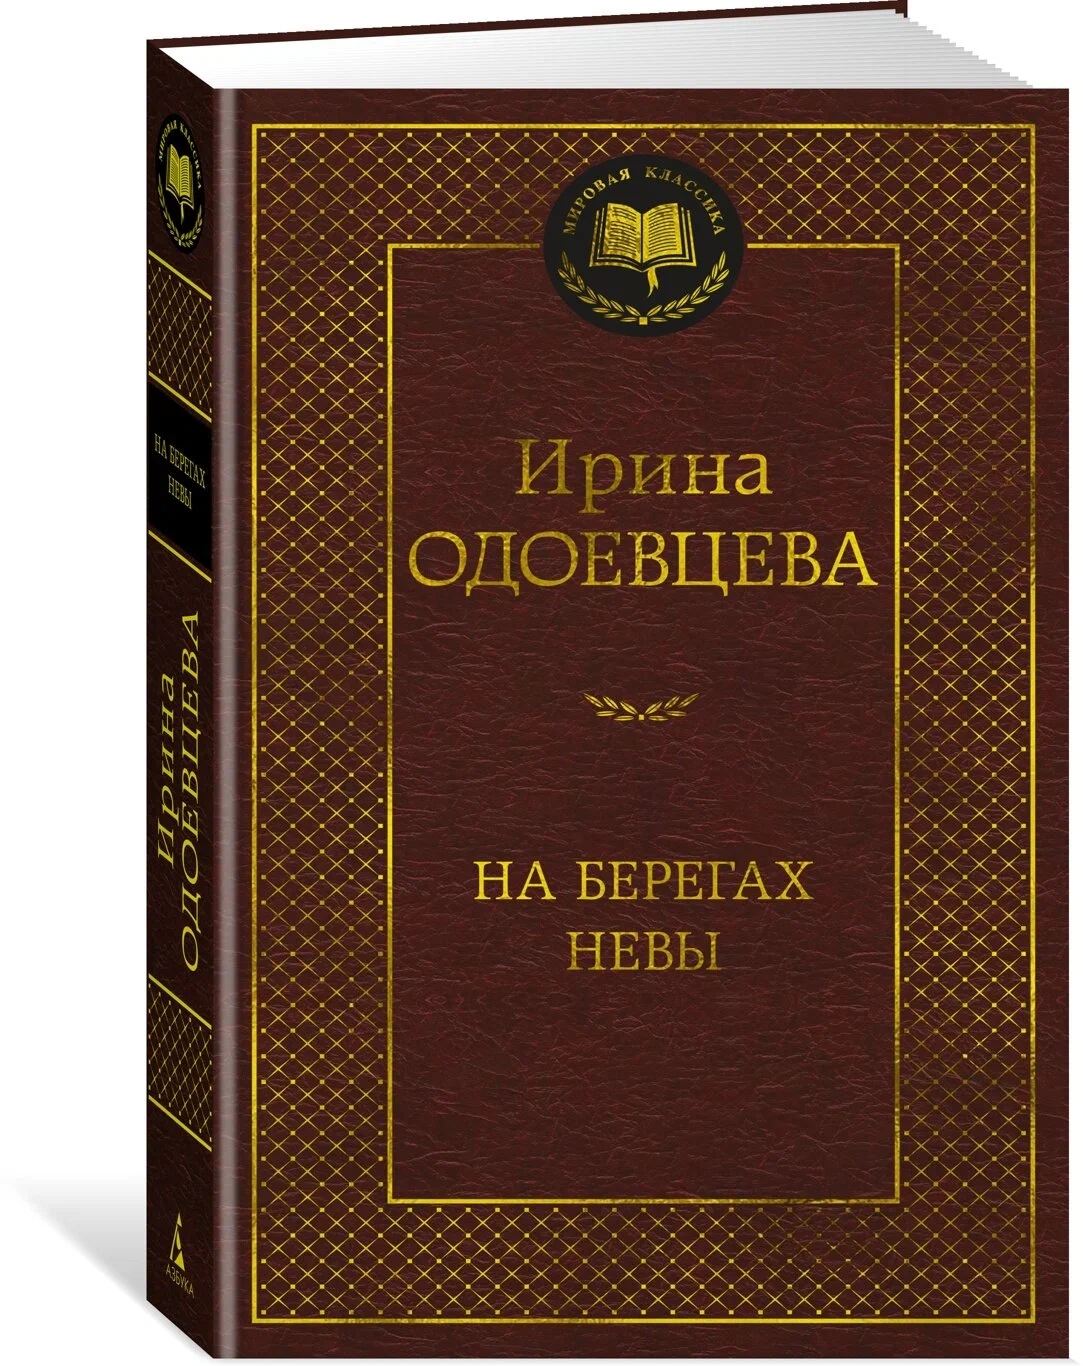 МИРОВАЯ КЛАССИКА
Ирина
ОДОЕВЦЕВА
НА БЕРЕГАХ
НЕВЫ
МИРОВАЯ КЛАССИКА
НА БЕРЕГАХ
НЕВЫ
Ирина
ОДОЕВЦЕВА
АЗБУКА